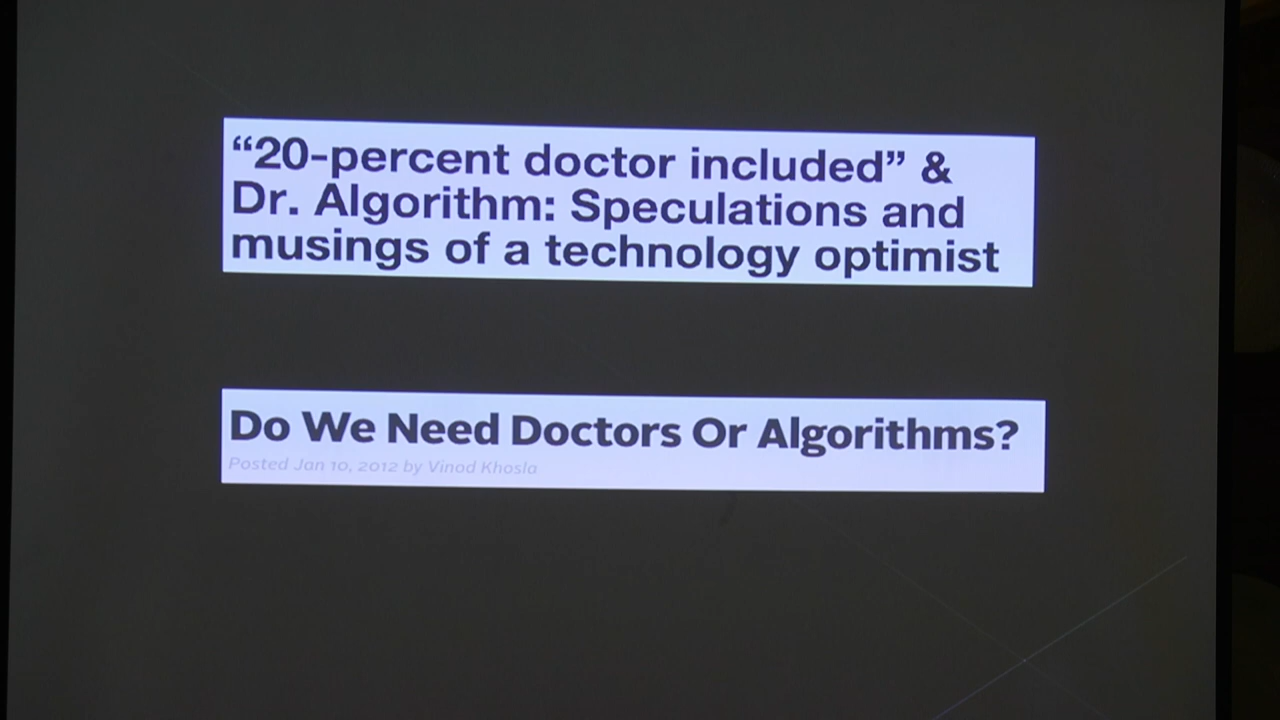 “20-percent doctor included” &
Dr. Algorithm: Speculations and
musings of a technology optimist
Do We Need Doctors Or Algorithms?
Posted Jan 10, 2012 by Vinod Khosla